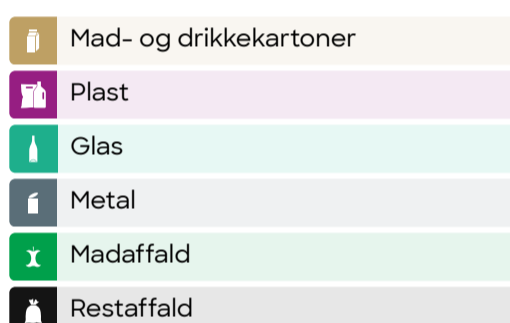 Mad- og drikkekartoner
Plast
Glas
Metal
Madaffald
Restaffald